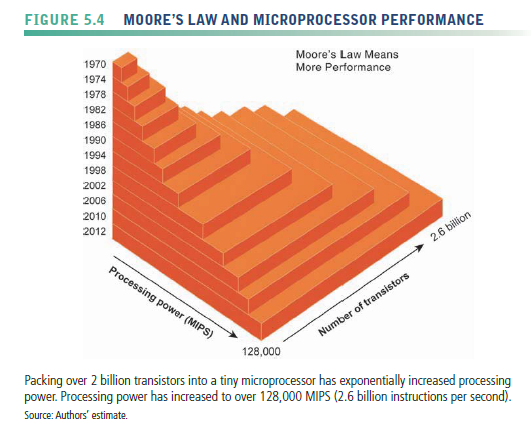 FIGURE 5.4 MOORE'S LAW AND MICROPROCESSOR PERFORMANCE
Moore's Law Means
More Performance
1970
1974
1978
1982
1986
1990
1994
1998
2002
2006
2010
2012
Processing power (MIPS)
128,000
Number of transistors
2.6 billion
Packing over 2 billion transistors into a tiny microprocessor has exponentially increased processing
power. Processing power has increased to over 128,000 MIPS (2.6 billion instructions per second).
Source: Authors' estimate.